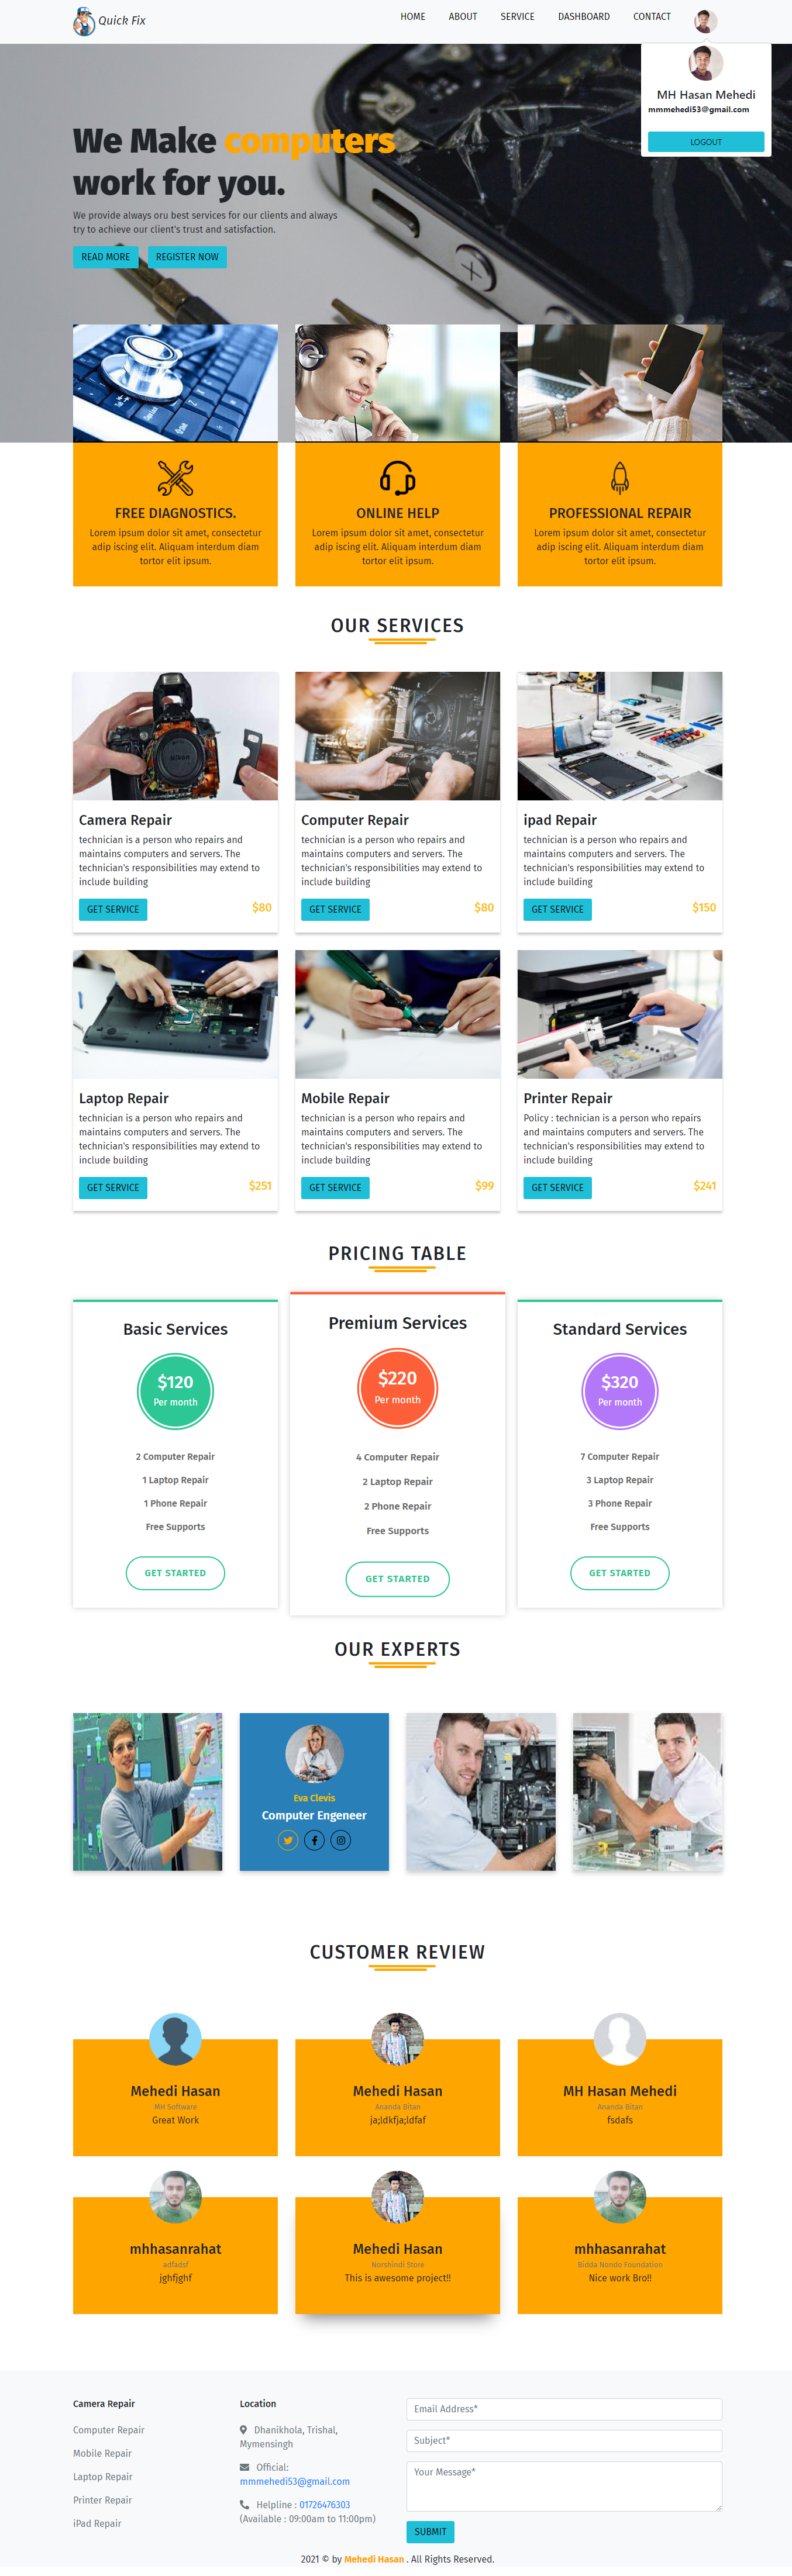 Quick Fix
HOME ABOUT SERVICE DASHBOARD CONTACT
MH Hasan Mehedi
mmmehedi53@gmail.com
LOGOUT
We Make computers
work for you.
We provide always oru best services for our clients and always
try to achieve our client's trust and satisfaction.
READ MORE REGISTER NOW
FREE DIAGNOSTICS.
Lorem ipsum dolor sit amet, consectetur
adip iscing elit. Aliquam interdum diam
tortor elit ipsum.
ONLINE HELP
Lorem ipsum dolor sit amet, consectetur
adip iscing elit. Aliquam interdum diam
tortor elit ipsum.
PROFESSIONAL REPAIR
Lorem ipsum dolor sit amet, consectetur
adip iscing elit. Aliquam interdum diam
tortor elit ipsum.
OUR SERVICES
Nikon
Camera Repair
technician is a person who repairs and
maintains computers and servers. The
technician's responsibilities may extend to
include building
GET SERVICE $80
Computer Repair
technician is a person who repairs and
maintains computers and servers. The
technician's responsibilities may extend to
include building
GET SERVICE $80
ipad Repair
technician is a person who repairs and
maintains computers and servers. The
technician's responsibilities may extend to
include building
GET SERVICE $150
Laptop Repair
technician is a person who repairs and
maintains computers and servers. The
technician's responsibilities may extend to
include building
GET SERVICE $251
Mobile Repair
technician is a person who repairs and
maintains computers and servers. The
technician's responsibilities may extend to
include building
GET SERVICE $99
Printer Repair
Policy : technician is a person who repairs
and maintains computers and servers. The
technician's responsibilities may extend to
include building
GET SERVICE $241
PRICING TABLE
Basic Services
$120
Per month
2 Computer Repair
1 Laptop Repair
1 Phone Repair
Free Supports
GET STARTED
Premium Services
$220
Per month
4 Computer Repair
2 Laptop Repair
2 Phone Repair
Free Supports
GET STARTED
Standard Services
$320
Per month
7 Computer Repair
3 Laptop Repair
3 Phone Repair
Free Supports
GET STARTED
OUR EXPERTS
Eva Clevis
Computer Engeneer
CUSTOMER REVIEW
Mehedi Hasan
MH Software
Great Work
Mehedi Hasan
Ananda Bitan
ja;ldkfja;ldfaf
MH Hasan Mehedi
Ananda Bitan
fsdafs
mhhasanrahat
adfadsf
jghfjghf
Mehedi Hasan
Norshindi Store
This is awesome project!!
mhhasanrahat
Bidda Nondo Foundation
Nice work Bro!!
Camera Repair
Computer Repair
Mobile Repair
Laptop Repair
Printer Repair
iPad Repair
Location
Dhanikhola, Trishal,
Mymensingh
Official:
mmmehedi53@gmail.com
Helpline : 01726476303
(Available : 09:00am to 11:00pm)
Email Address*
Subject*
Your Message*
SUBMIT
2021 © by Mehedi Hasan . All Rights Reserved.